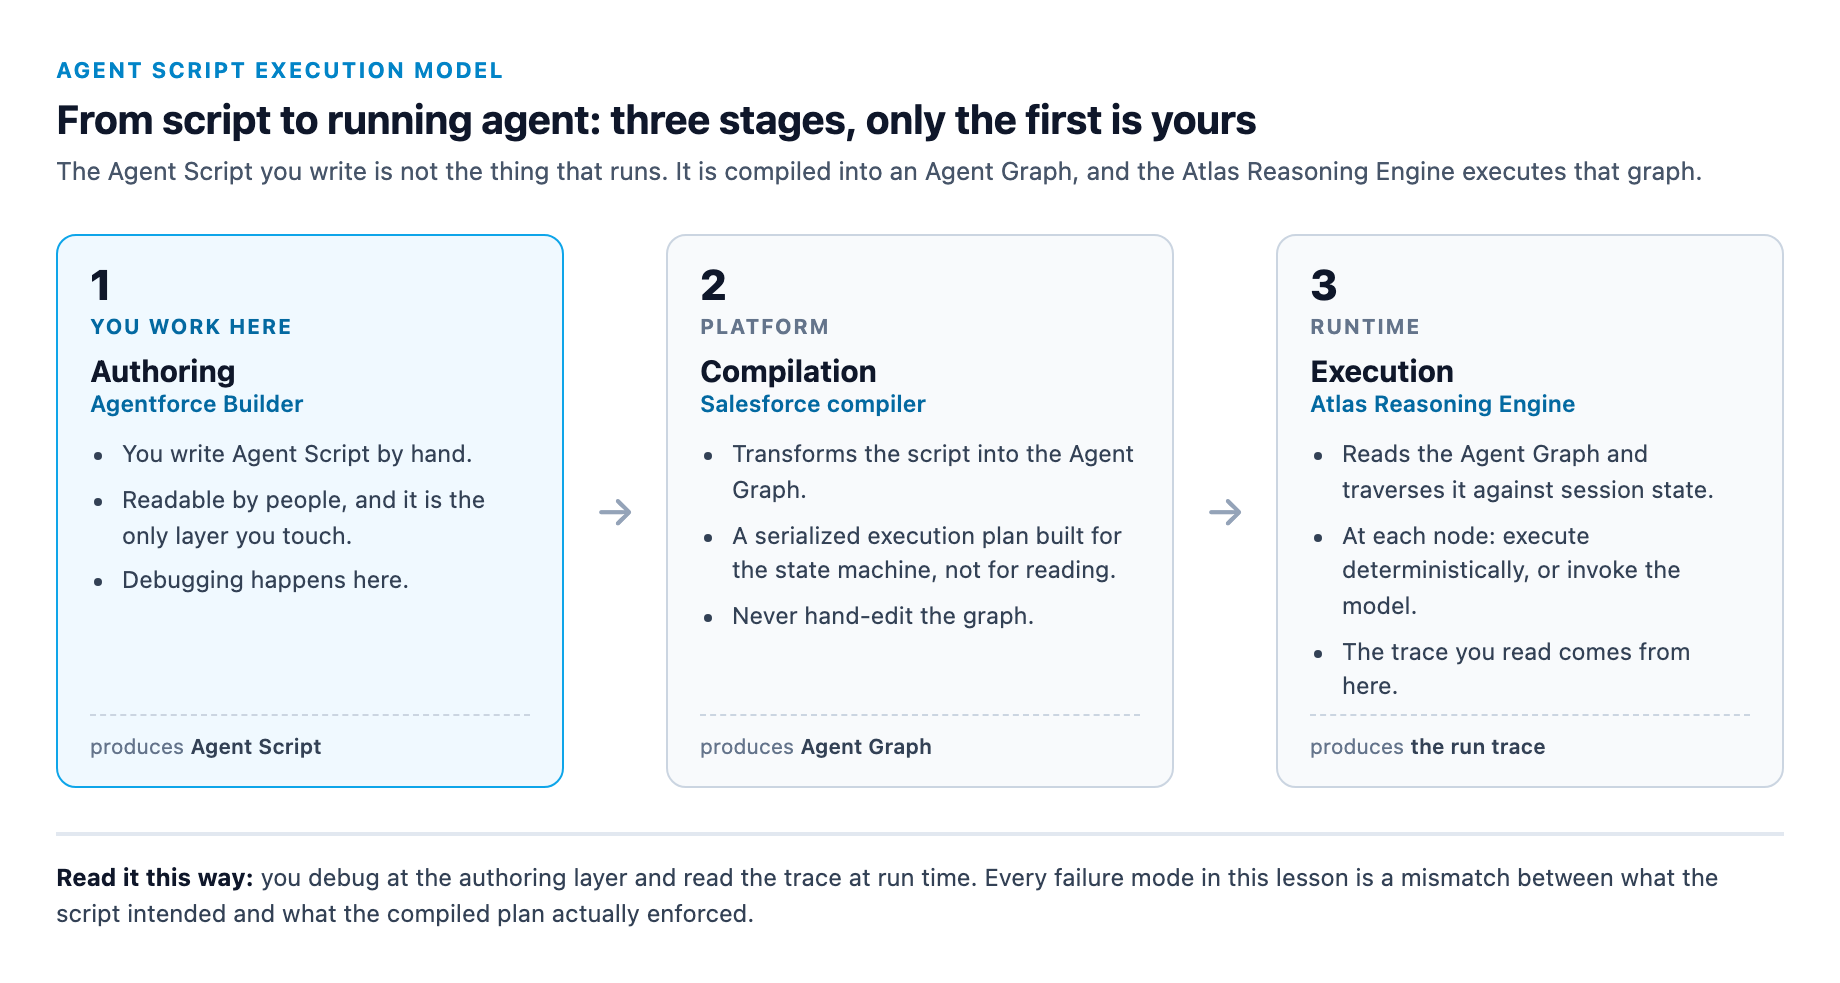 AGENT SCRIPT EXECUTION MODEL
From script to running agent: three stages, only the first is yours
The Agent Script you write is not the thing that runs. It is compiled into an Agent Graph, and the Atlas Reasoning Engine executes that graph.
1
YOU WORK HERE
Authoring
Agentforce Builder
• You write Agent Script by hand.
• Readable by people, and it is the
only layer you touch.
• Debugging happens here.
produces Agent Script
→
2
PLATFORM
Compilation
Salesforce compiler
• Transforms the script into the Agent
Graph.
• A serialized execution plan built for
the state machine, not for reading.
• Never hand-edit the graph.
produces Agent Graph
→
3
RUNTIME
Execution
Atlas Reasoning Engine
• Reads the Agent Graph and
traverses it against session state.
• At each node: execute
deterministically, or invoke the
model.
• The trace you read comes from
here.
produces the run trace
Read it this way: you debug at the authoring layer and read the trace at run time. Every failure mode in this lesson is a mismatch between what the
script intended and what the compiled plan actually enforced.